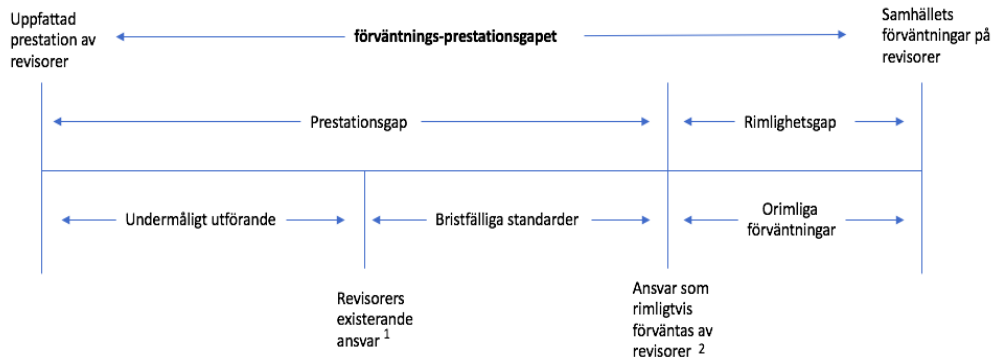 Uppfattad
prestation av
revisorer
förväntnings-prestationsgapet
Samhällets
förväntningar på
revisorer
Prestationsgap
Rimlighetsgap
Undermåligt utförande
Bristfälliga standarder
Orimliga
förväntningar
Revisorers
existerande
ansvar 1
Ansvar som
rimligtvis
förväntas av
revisorer 2